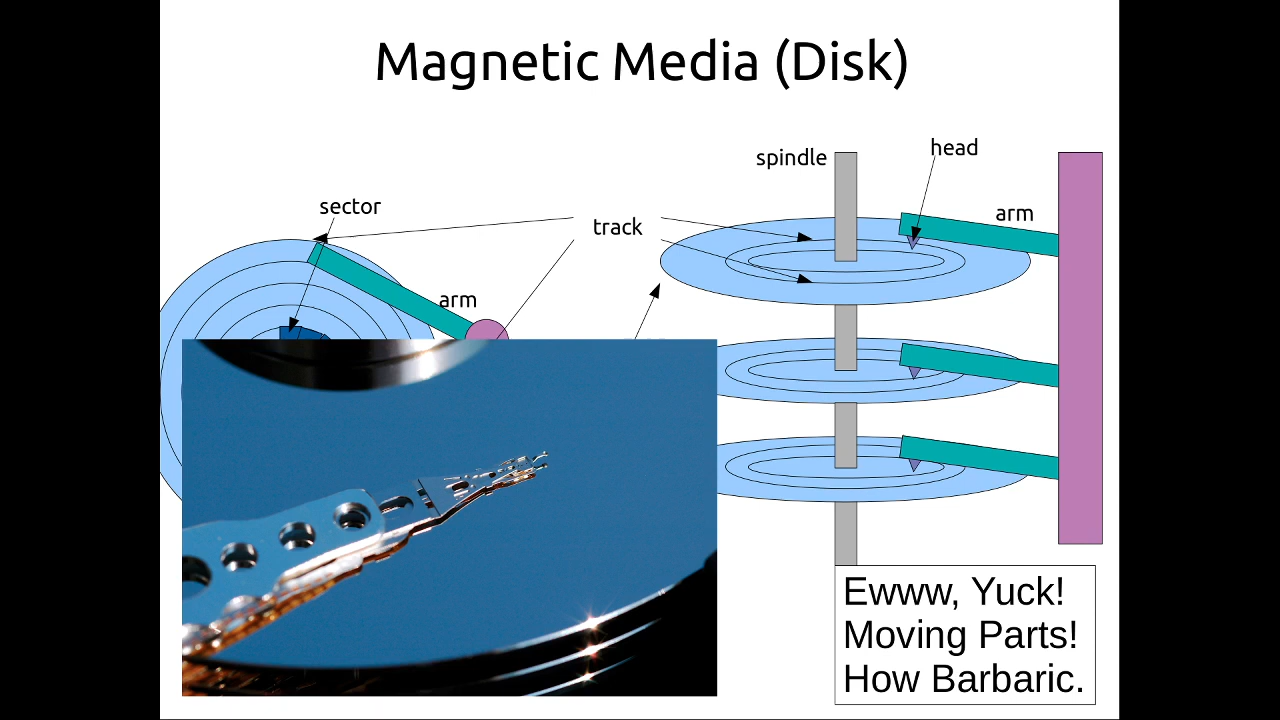 Magnetic Media (Disk)
spindle
head
sector
arm
track
arm
Ewww, Yuck!
Moving Parts!
How Barbaric.